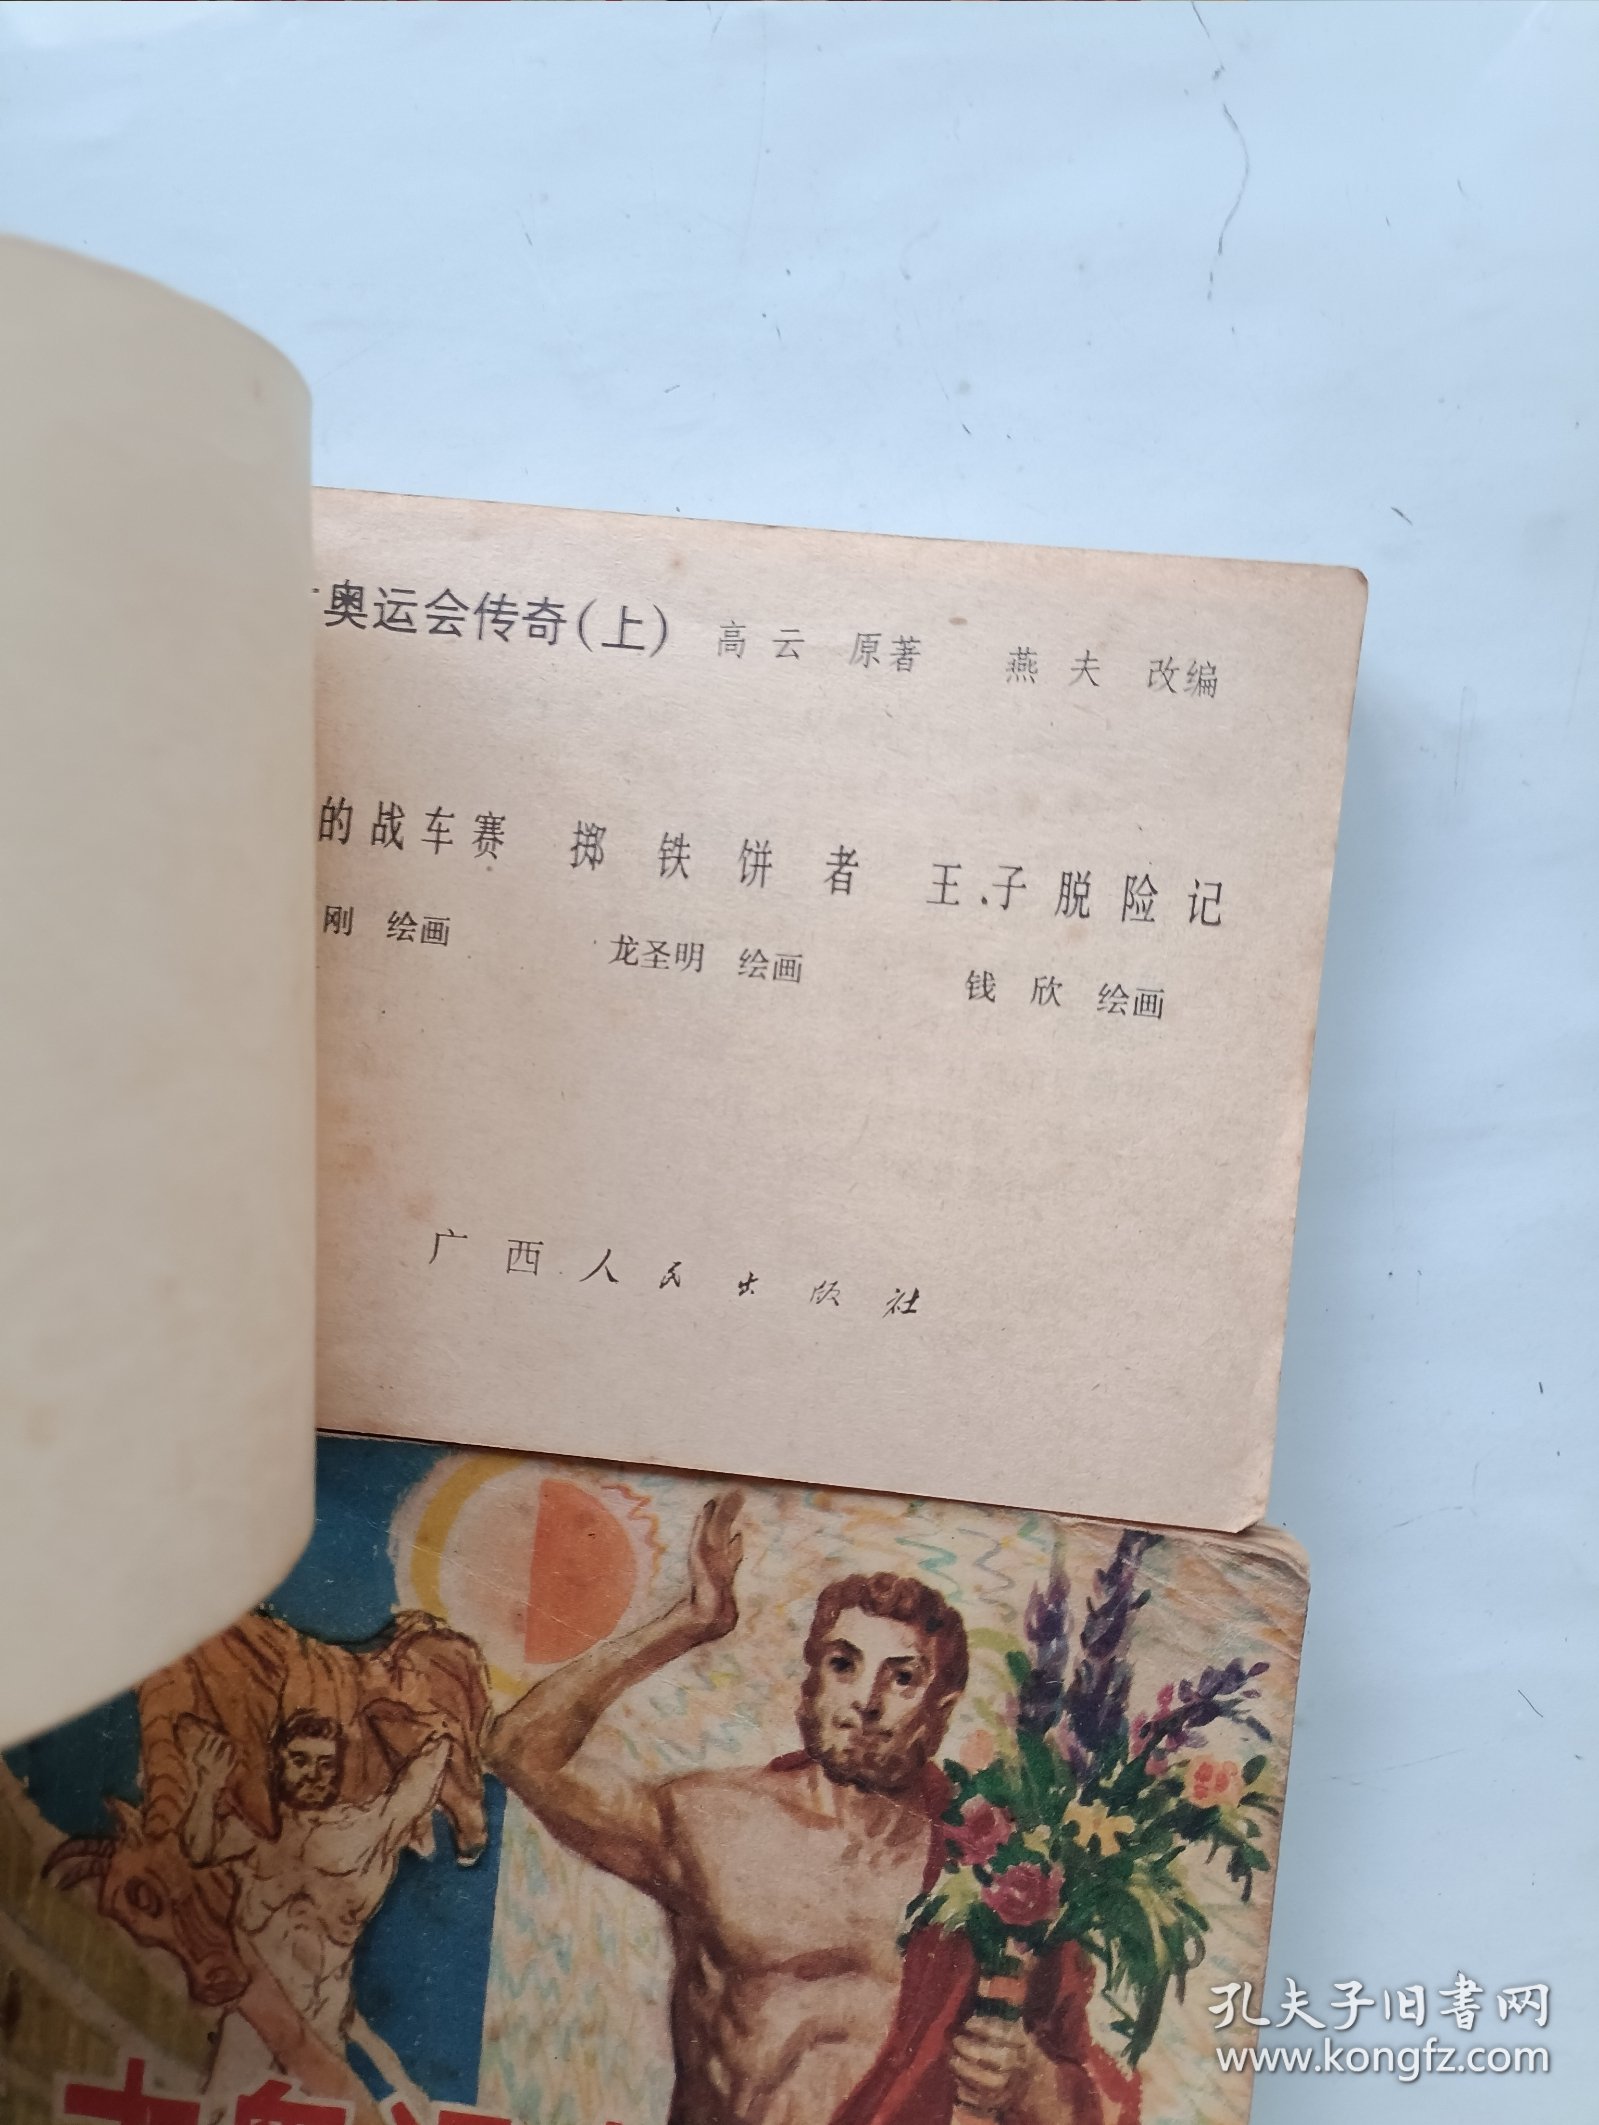 奥运会传奇(上) 高云 原著 燕夫 改编
的战车赛 掷铁饼者 王子脱险记
刚 绘画 龙圣明 绘画 钱欣 绘画
广西人民出版社
孔夫子旧书网
www.kongfz.com